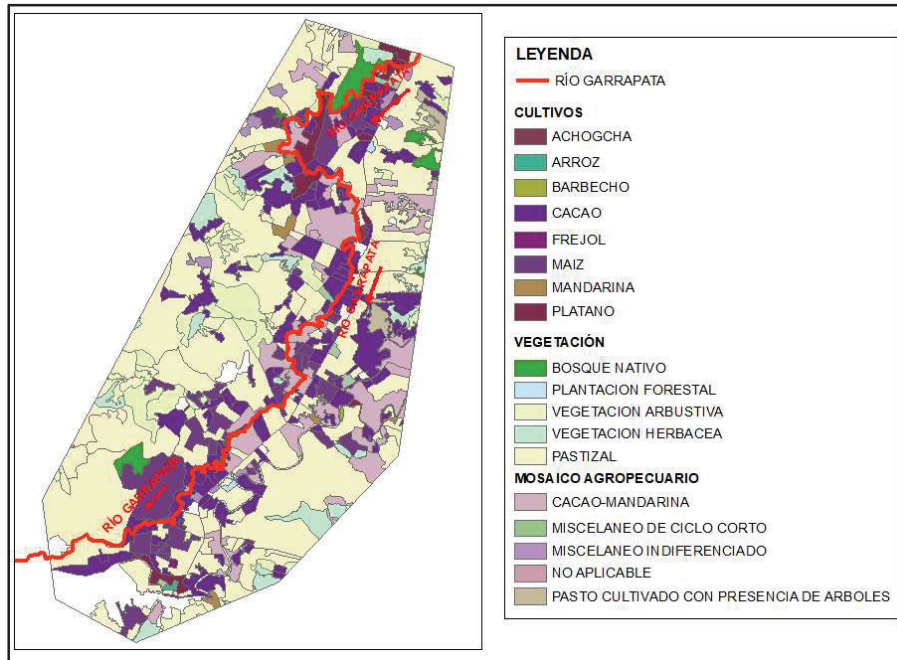 RÍO GARRAPATA
RÍO GARRAPATA
RÍO GARRAPATA
LEYENDA
RÍO GARRAPATA
CULTIVOS
ACHOGCHA
ARROZ
BARBECHO
CACAO
FREJOL
MAIZ
MANDARINA
PLATANO
VEGETACIÓN
BOSQUE NATIVO
PLANTACION FORESTAL
VEGETACION ARBUSTIVA
VEGETACION HERBACEA
PASTIZAL
MOSAICO AGROPECUARIO
CACAO-MANDARINA
MISCELANEO DE CICLO CORTO
MISCELANEO INDIFERENCIADO
NO APLICABLE
PASTO CULTIVADO CON PRESENCIA DE ARBOLES